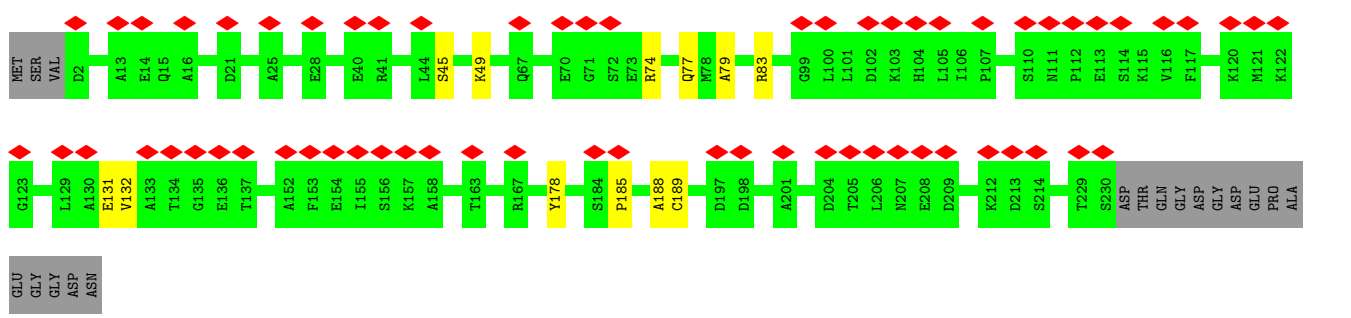 MET SER VAL D2 A13 E14 Q15 A16 D21 A25 E28 E40 R41 L44 S45 K49 Q67 E70 G71 S72 E73 R74 Q77 M78 A79 R83 G99 L100 L101 D102 K103 H104 L105 I106 P107 S110 N111 P112 E113 S114 K115 V116 F117 K120 M121 K122
G123 L129 A130 E131 V132 A133 T134 G135 E136 T137 A152 F153 E154 I155 S156 K157 A158 T163 R167 Y178 S184 P185 A188 C189 D197 D198 A201 D204 T205 L206 N207 E208 D209 K212 D213 S214 T229 S230 ASP THR GLN GLY ASP GLY ASP GLU PRO ALA
GLU GLY GLY ASP ASN